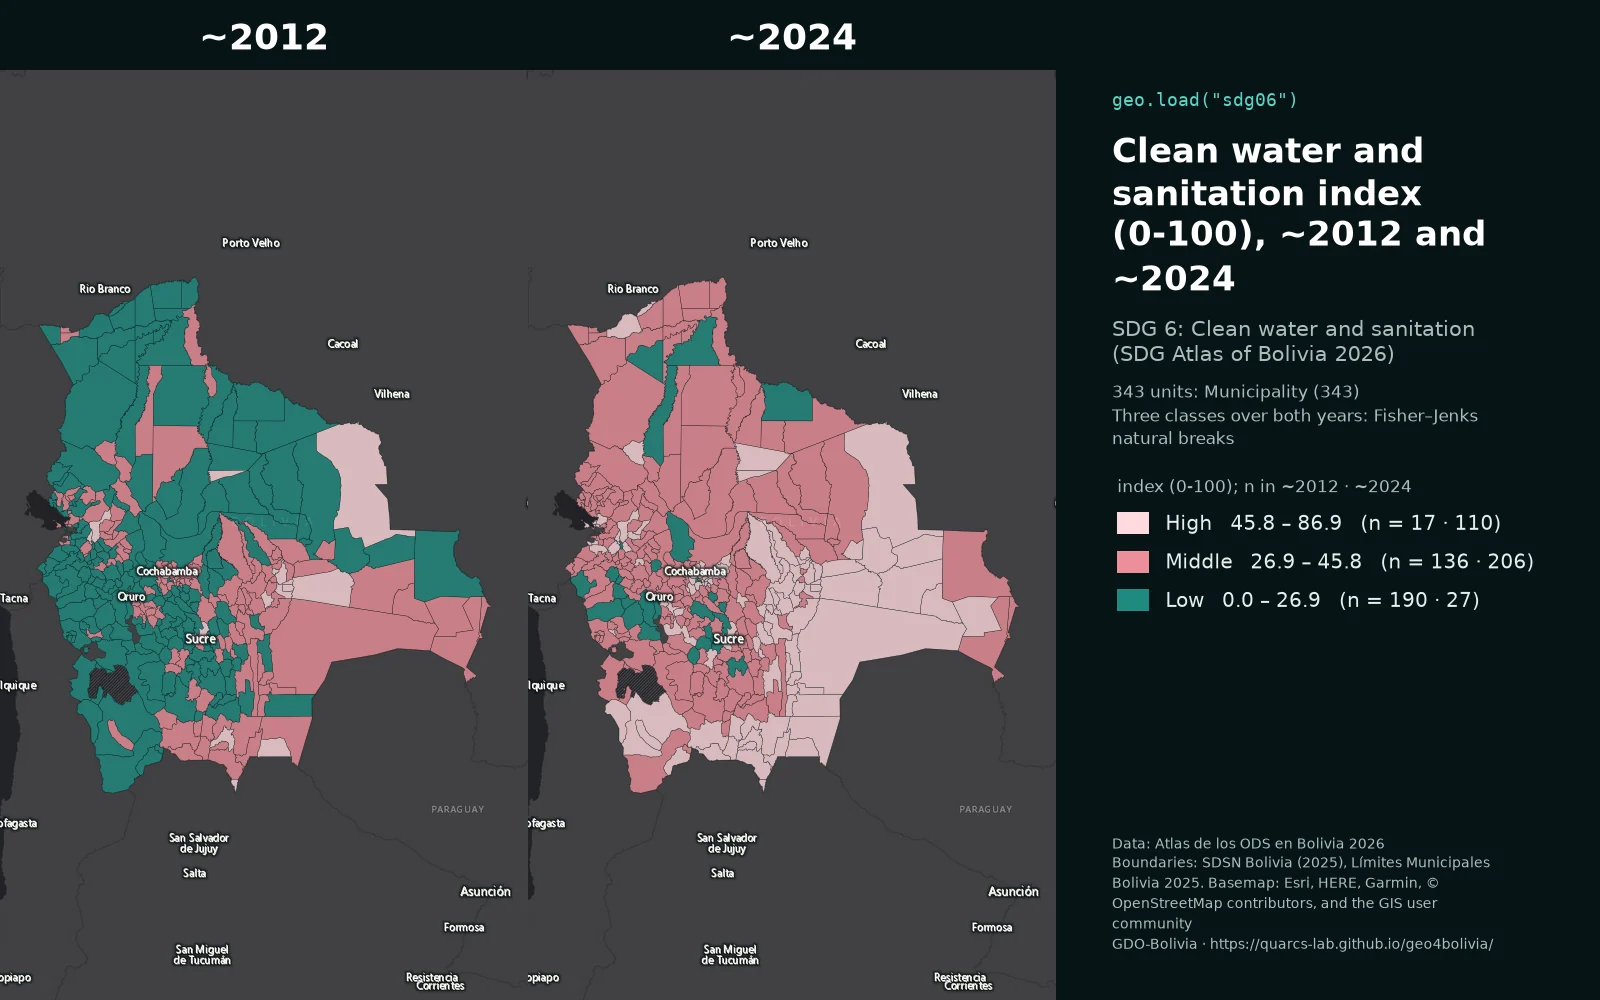 ~2012
~2024
Porto Velho
Rio Branco
Cacoal
Vilhena
Cochabamba
Tacna
Oruro
Sucre
PARAGUAY
San Salvador
de Jujuy
Salta
Asunción
Formosa
San Miguel
de Tucumán
Resistencia
Corrientes
Porto Velho
Rio Branco
Cacoal
Vilhena
Cochabamba
Tacna
Oruro
Sucre
PARAGUAY
San Salvador
de Jujuy
Salta
Asunción
Formosa
San Miguel
de Tucumán
Resistencia
Corrientes
geo.load("sdg06")
Clean water and
sanitation index
(0-100), ~2012 and
~2024
SDG 6: Clean water and sanitation
(SDG Atlas of Bolivia 2026)
343 units: Municipality (343)
Three classes over both years: Fisher–Jenks
natural breaks
index (0-100); n in ~2012 · ~2024
High 45.8 – 86.9 (n = 17 · 110)
Middle 26.9 – 45.8 (n = 136 · 206)
Low 0.0 – 26.9 (n = 190 · 27)
Data: Atlas de los ODS en Bolivia 2026
Boundaries: SDSN Bolivia (2025), Límites Municipales
Bolivia 2025. Basemap: Esri, HERE, Garmin, ©
OpenStreetMap contributors, and the GIS user
community
GDO-Bolivia · https://quarcs-lab.github.io/geo4bolivia/